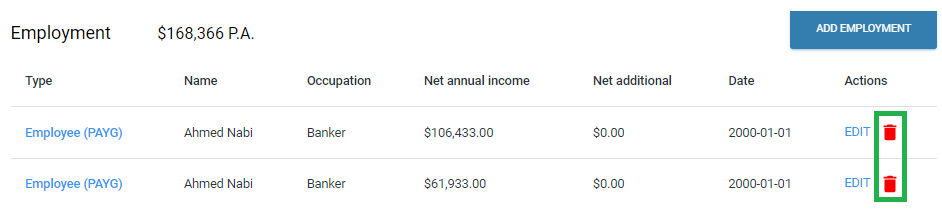 Employment $168,366 P.A. ADD EMPLOYMENT
Type Name Occupation Net annual income Net additional Date Actions
Employee (PAYG) Ahmed Nabi Banker $106,433.00 $0.00 2000-01-01 EDIT
Employee (PAYG) Ahmed Nabi Banker $61,933.00 $0.00 2000-01-01 EDIT